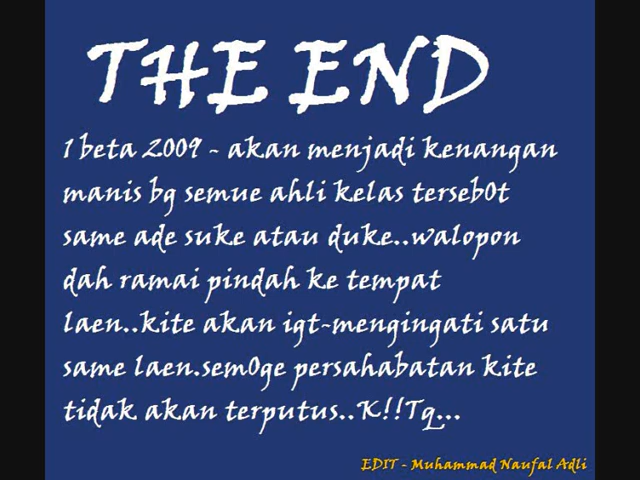 THE END
1 beta 2009 - akan menjadi kenangan
manis bg semue ahli kelas terseb0t
same ade suke atau duke..walopon
dah ramai pindah ke tempat
laen..kite akan igt-mengingati satu
same laen.sem0ge persahabatan kite
tidak akan terputus..K!!Tq...
EDIT - Muhammad Naufal Adli